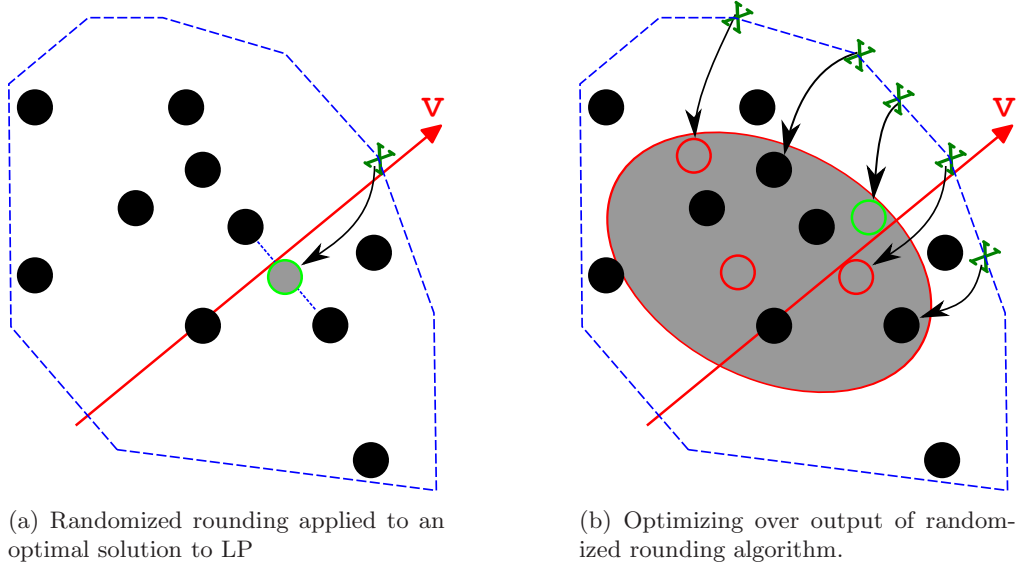 v
v
(a) Randomized rounding applied to an
optimal solution to LP
(b) Optimizing over output of random-
ized rounding algorithm.